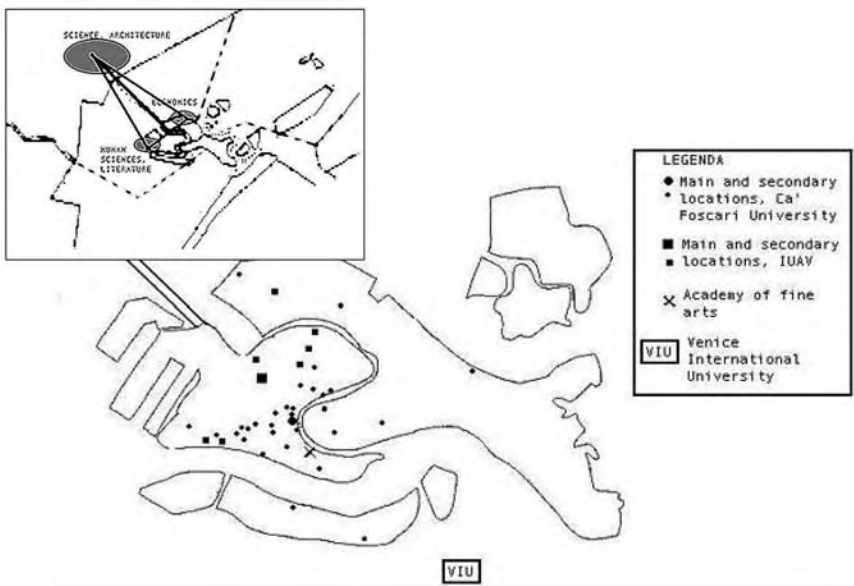 SCIENCE, ARCHITECTURE
ECONOMICS
HUMAN
SCIENCES,
LITERATURE
LEGENDA
Main and secondary
locations, Ca'
Foscari University
Main and secondary
locations, IUAV
Academy of fine
arts
VIU
Venice
International
University
VIU